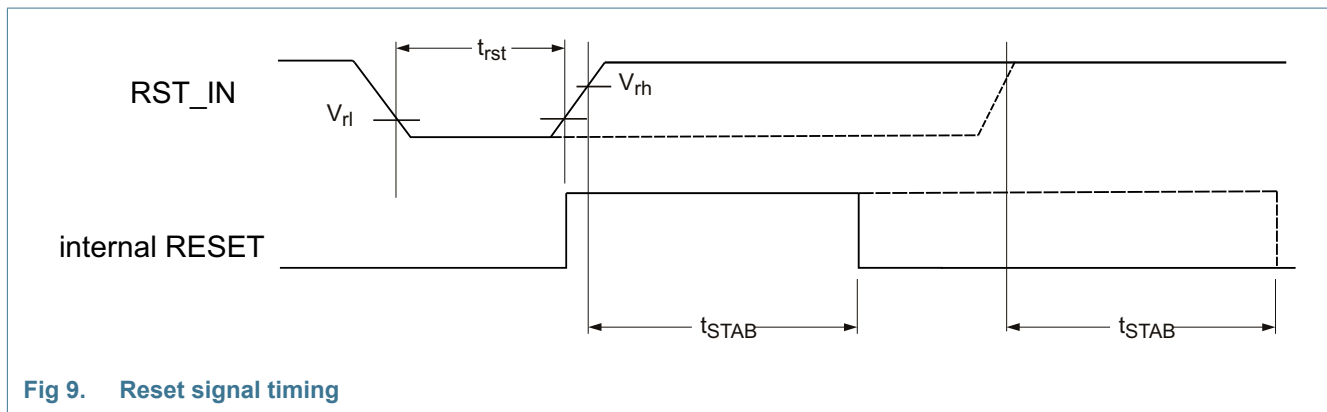 t_rst
RST_IN
V_rh
V_rl
internal RESET
t_STAB t_STAB
Fig 9. Reset signal timing